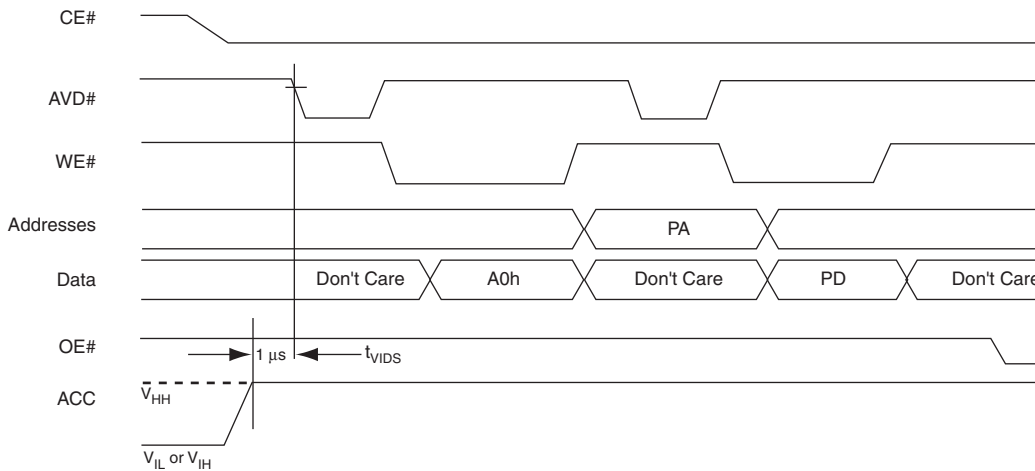 CE#
AVD#
WE#
Addresses
PA
Data
Don't Care
A0h
Don't Care
PD
Don't Care
OE#
1 μs
tVIDS
ACC
VHH
VIL or VIH